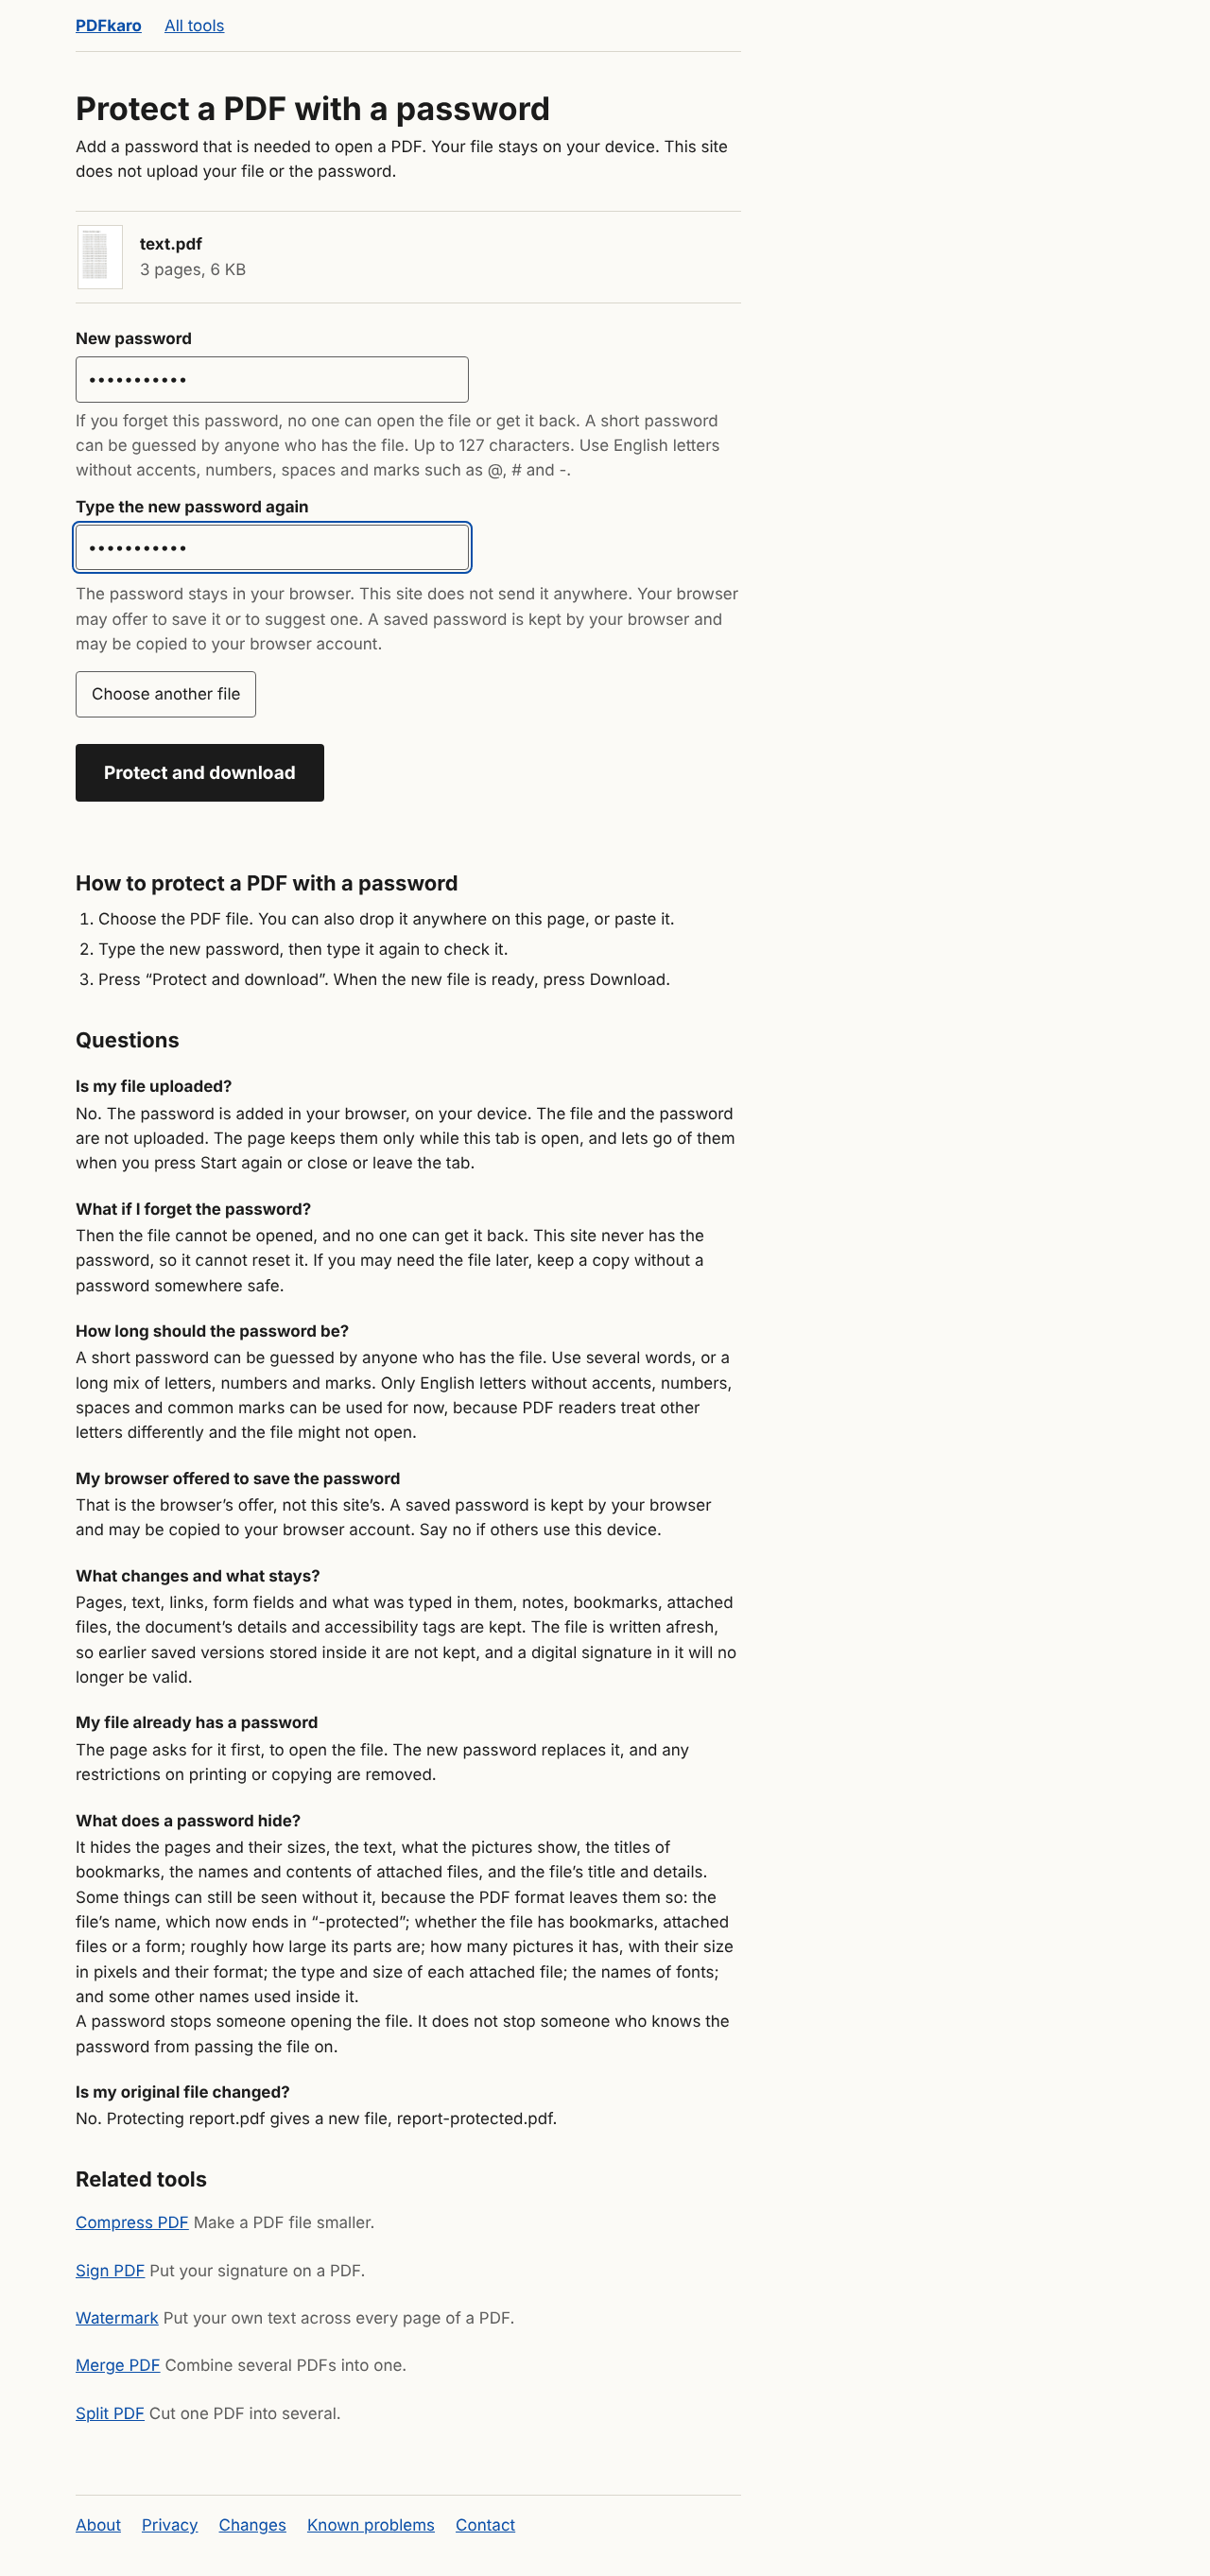 PDFkaro All tools
Protect a PDF with a password
Add a password that is needed to open a PDF. Your file stays on your device. This site
does not upload your file or the password.
text.pdf
3 pages, 6 KB
New password
•••••••••••
If you forget this password, no one can open the file or get it back. A short password
can be guessed by anyone who has the file. Up to 127 characters. Use English letters
without accents, numbers, spaces and marks such as @, # and -.
Type the new password again
•••••••••••
The password stays in your browser. This site does not send it anywhere. Your browser
may offer to save it or to suggest one. A saved password is kept by your browser and
may be copied to your browser account.
Choose another file
Protect and download
How to protect a PDF with a password
1. Choose the PDF file. You can also drop it anywhere on this page, or paste it.
2. Type the new password, then type it again to check it.
3. Press “Protect and download”. When the new file is ready, press Download.
Questions
Is my file uploaded?
No. The password is added in your browser, on your device. The file and the password
are not uploaded. The page keeps them only while this tab is open, and lets go of them
when you press Start again or close or leave the tab.
What if I forget the password?
Then the file cannot be opened, and no one can get it back. This site never has the
password, so it cannot reset it. If you may need the file later, keep a copy without a
password somewhere safe.
How long should the password be?
A short password can be guessed by anyone who has the file. Use several words, or a
long mix of letters, numbers and marks. Only English letters without accents, numbers,
spaces and common marks can be used for now, because PDF readers treat other
letters differently and the file might not open.
My browser offered to save the password
That is the browser’s offer, not this site’s. A saved password is kept by your browser
and may be copied to your browser account. Say no if others use this device.
What changes and what stays?
Pages, text, links, form fields and what was typed in them, notes, bookmarks, attached
files, the document’s details and accessibility tags are kept. The file is written afresh,
so earlier saved versions stored inside it are not kept, and a digital signature in it will no
longer be valid.
My file already has a password
The page asks for it first, to open the file. The new password replaces it, and any
restrictions on printing or copying are removed.
What does a password hide?
It hides the pages and their sizes, the text, what the pictures show, the titles of
bookmarks, the names and contents of attached files, and the file’s title and details.
Some things can still be seen without it, because the PDF format leaves them so: the
file’s name, which now ends in “-protected”; whether the file has bookmarks, attached
files or a form; roughly how large its parts are; how many pictures it has, with their size
in pixels and their format; the type and size of each attached file; the names of fonts;
and some other names used inside it.
A password stops someone opening the file. It does not stop someone who knows the
password from passing the file on.
Is my original file changed?
No. Protecting report.pdf gives a new file, report-protected.pdf.
Related tools
Compress PDF Make a PDF file smaller.
Sign PDF Put your signature on a PDF.
Watermark Put your own text across every page of a PDF.
Merge PDF Combine several PDFs into one.
Split PDF Cut one PDF into several.
About Privacy Changes Known problems Contact